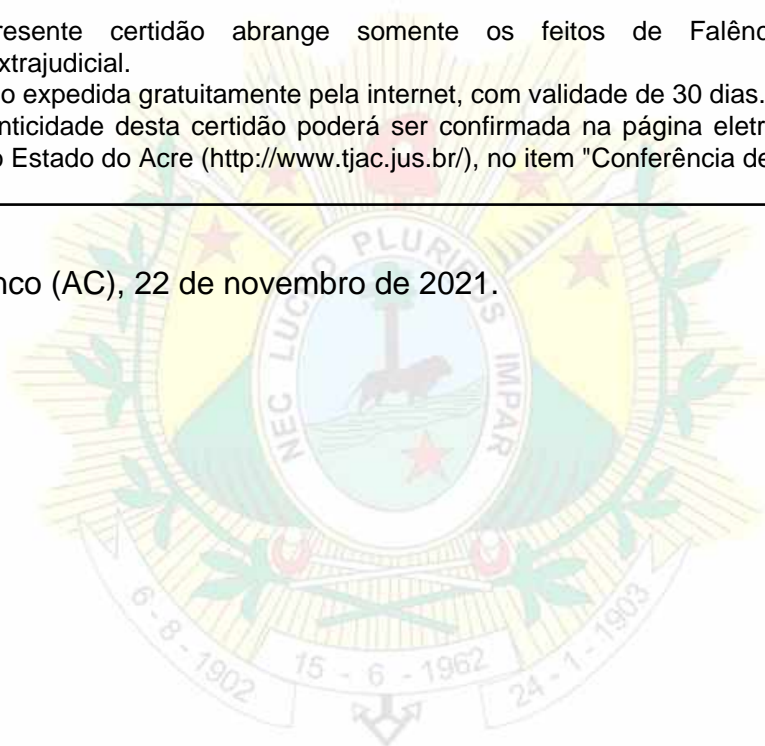 resente certidão abrange somente os feitos de Falênc
xtrajudicial.
o expedida gratuitamente pela internet, com validade de 30 dias.
nticidade desta certidão poderá ser confirmada na página eletr
o Estado do Acre (http://www.tjac.jus.br/), no item "Conferência de
nco (AC), 22 de novembro de 2021.
NEC LUCEO PLURIBUS IMPAR
6 - 8 - 1902
15 - 6 - 1962
24 - 1 - 1903